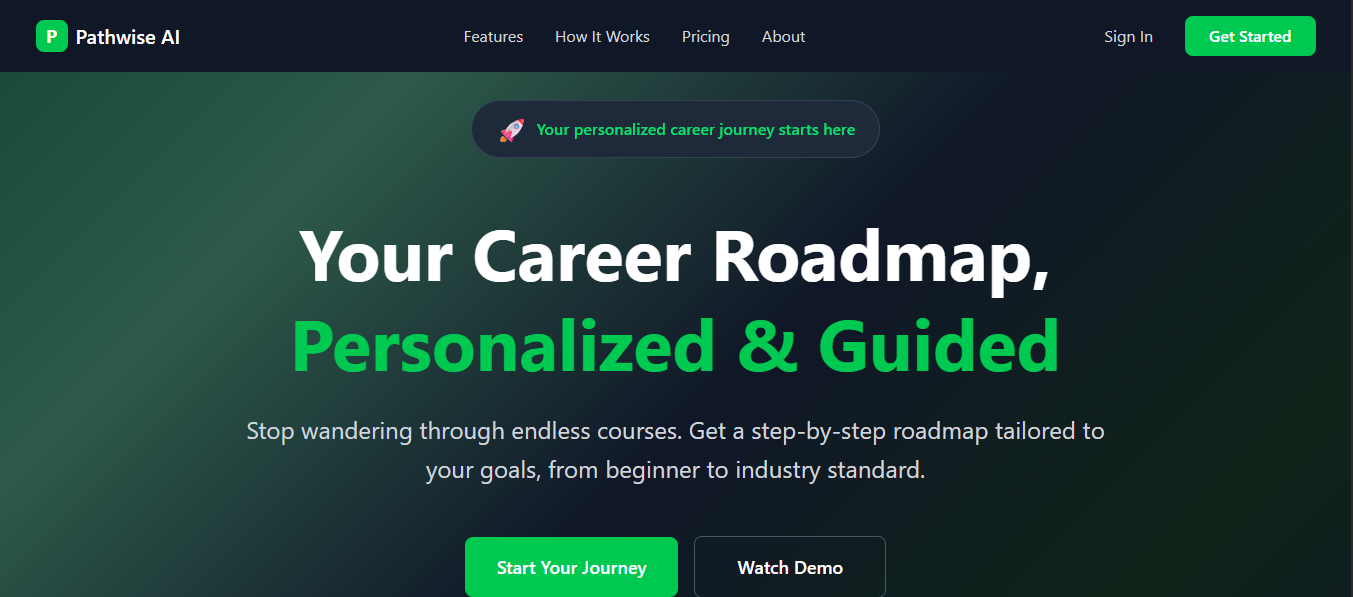 P Pathwise AI
Features How It Works Pricing About
Sign In Get Started
Your personalized career journey starts here
Your Career Roadmap,
Personalized & Guided
Stop wandering through endless courses. Get a step-by-step roadmap tailored to
your goals, from beginner to industry standard.
Start Your Journey Watch Demo